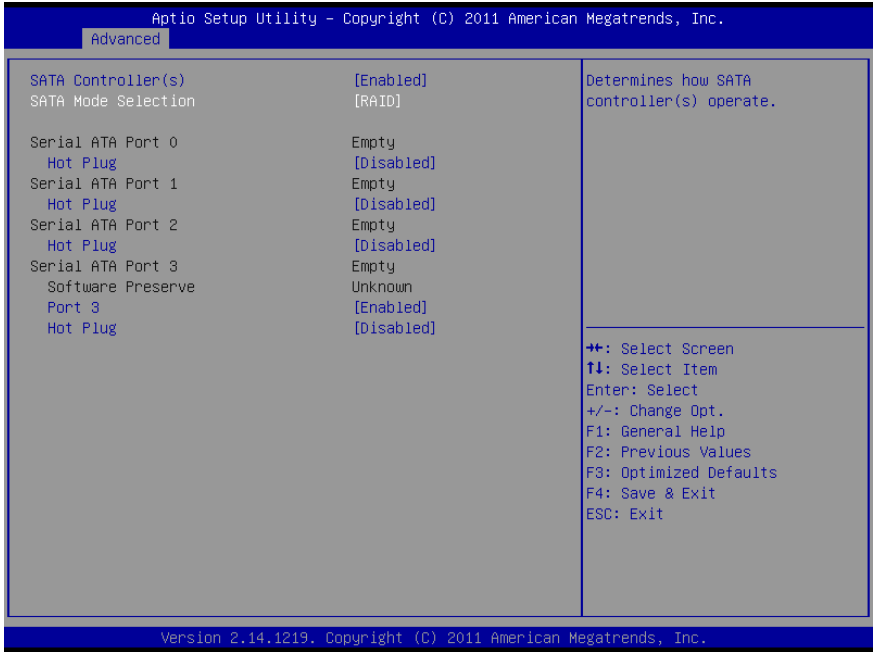 Aptio Setup Utility – Copyright (C) 2011 American Megatrends, Inc.
Advanced
SATA Controller(s) [Enabled]
SATA Mode Selection [RAID]
Serial ATA Port 0 Empty
Hot Plug [Disabled]
Serial ATA Port 1 Empty
Hot Plug [Disabled]
Serial ATA Port 2 Empty
Hot Plug [Disabled]
Serial ATA Port 3 Empty
Software Preserve Unknown
Port 3 [Enabled]
Hot Plug [Disabled]
Determines how SATA
controller(s) operate.
→←: Select Screen
↑↓: Select Item
Enter: Select
+/-: Change Opt.
F1: General Help
F2: Previous Values
F3: Optimized Defaults
F4: Save & Exit
ESC: Exit
Version 2.14.1219. Copyright (C) 2011 American Megatrends, Inc.